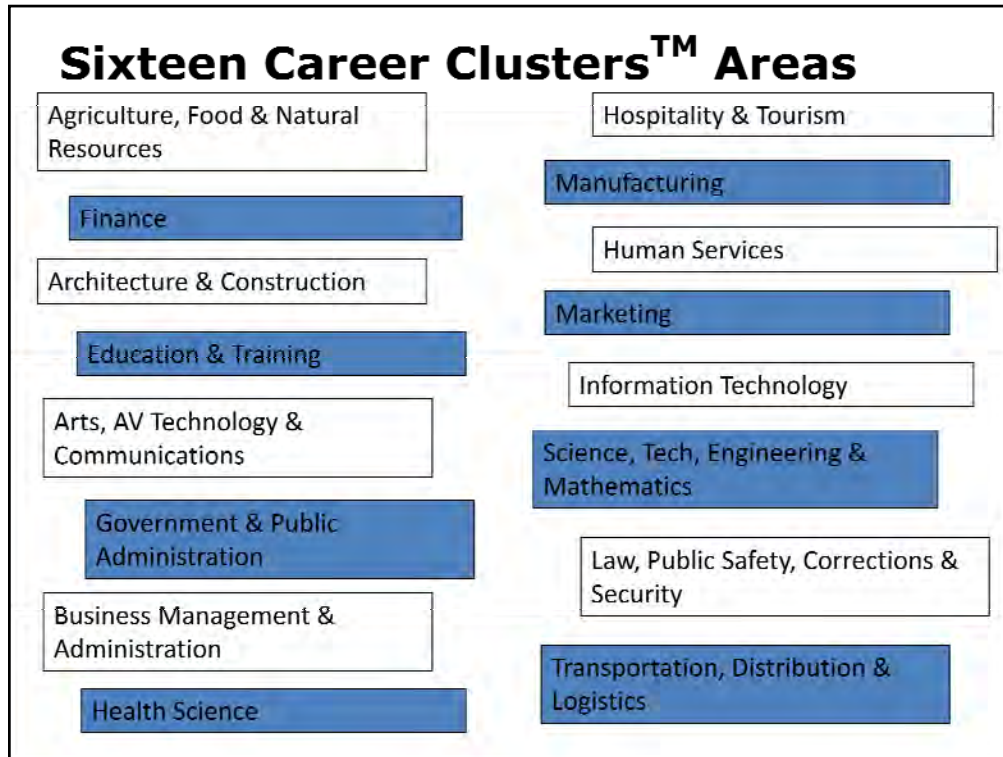 Sixteen Career Clusters™ Areas
Agriculture, Food & Natural
Resources
Finance
Architecture & Construction
Education & Training
Arts, AV Technology &
Communications
Government & Public
Administration
Business Management &
Administration
Health Science
Hospitality & Tourism
Manufacturing
Human Services
Marketing
Information Technology
Science, Tech, Engineering &
Mathematics
Law, Public Safety, Corrections &
Security
Transportation, Distribution &
Logistics